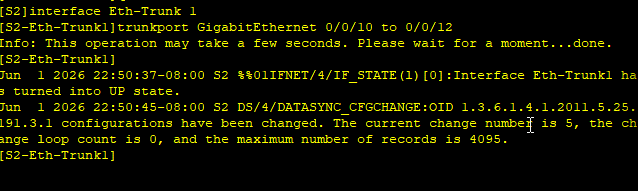 [S2]interface Eth-Trunk 1
[S2-Eth-Trunk1]trunkport GigabitEthernet 0/0/10 to 0/0/12
Info: This operation may take a few seconds. Please wait for a moment...done.
[S2-Eth-Trunk1]
Jun  1 2026 22:50:37-08:00 S2 %%01IFNET/4/IF_STATE(l)[0]:Interface Eth-Trunk1 ha
s turned into UP state.
Jun  1 2026 22:50:45-08:00 S2 DS/4/DATASYNC_CFGCHANGE:OID 1.3.6.1.4.1.2011.5.25.
191.3.1 configurations have been changed. The current change number is 5, the ch
ange loop count is 0, and the maximum number of records is 4095.
[S2-Eth-Trunk1]